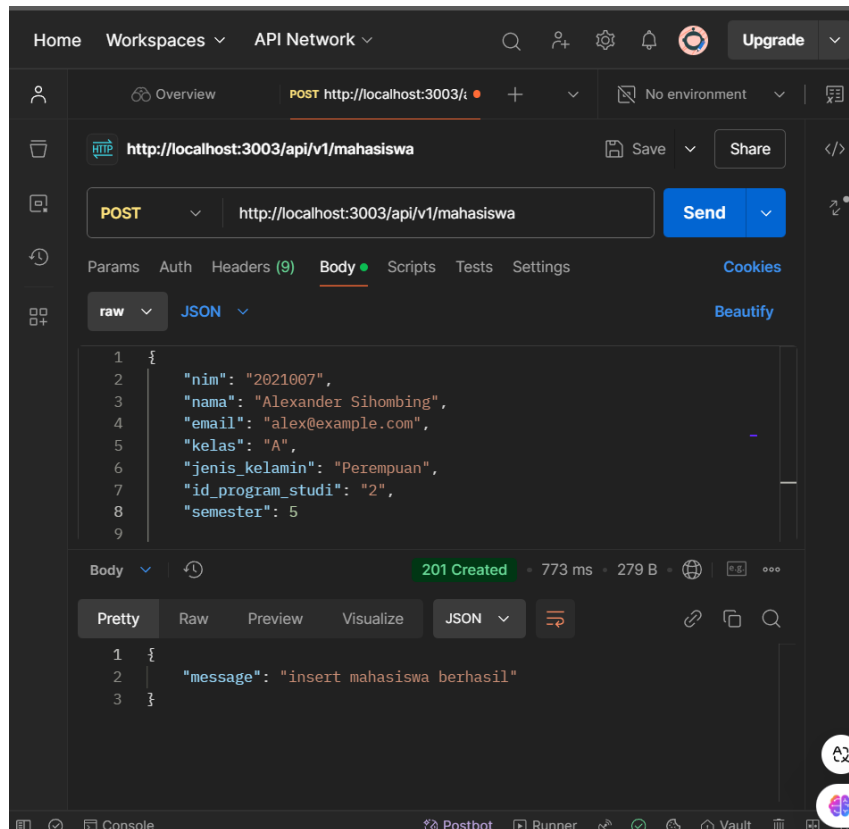 Home Workspaces API Network Upgrade
Overview POST http://localhost:3003/a No environment
HTTP http://localhost:3003/api/v1/mahasiswa Save Share
POST http://localhost:3003/api/v1/mahasiswa Send
Params Auth Headers (9) Body Scripts Tests Settings Cookies
raw JSON Beautify
1 {
2 "nim": "2021007",
3 "nama": "Alexander Sihombing",
4 "email": "alex@example.com",
5 "kelas": "A",
6 "jenis_kelamin": "Perempuan",
7 "id_program_studi": "2",
8 "semester": 5
9
Body 201 Created • 773 ms • 279 B • e.g.
Pretty Raw Preview Visualize JSON
1 {
2 "message": "insert mahasiswa berhasil"
3 }
Console Postbot Runner Vault